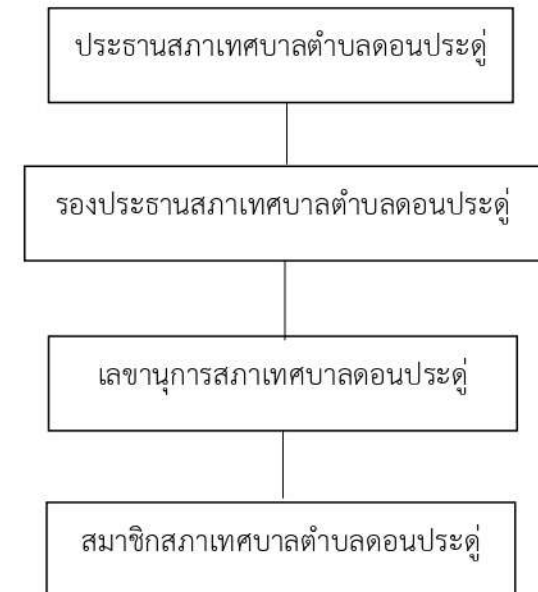 ประธานสภาเทศบาลตำบลดอนประดู่
รองประธานสภาเทศบาลตำบลดอนประดู่
เลขานุการสภาเทศบาลดอนประดู่
สมาชิกสภาเทศบาลตำบลดอนประดู่